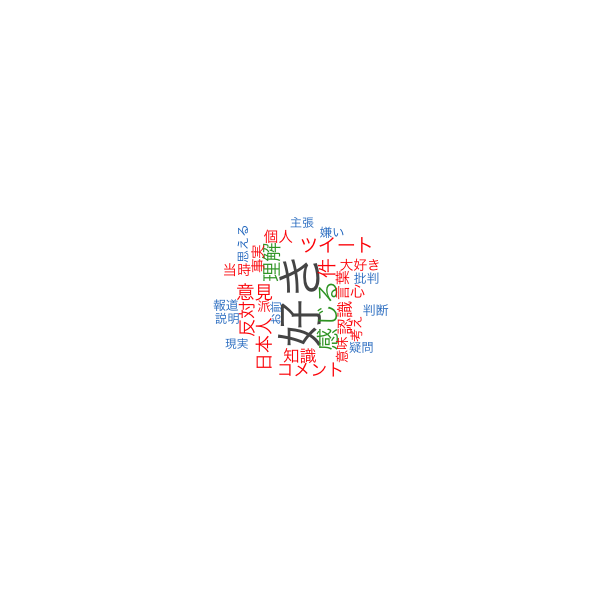 主張
思える
個人
嫌い
ツイート
事実
理解
当時
件
大好き
批判
意見
好き
感じる
報道
反対
派
説明
認識
判断
日本人
考え
現実
知識
意味
疑問
コメント